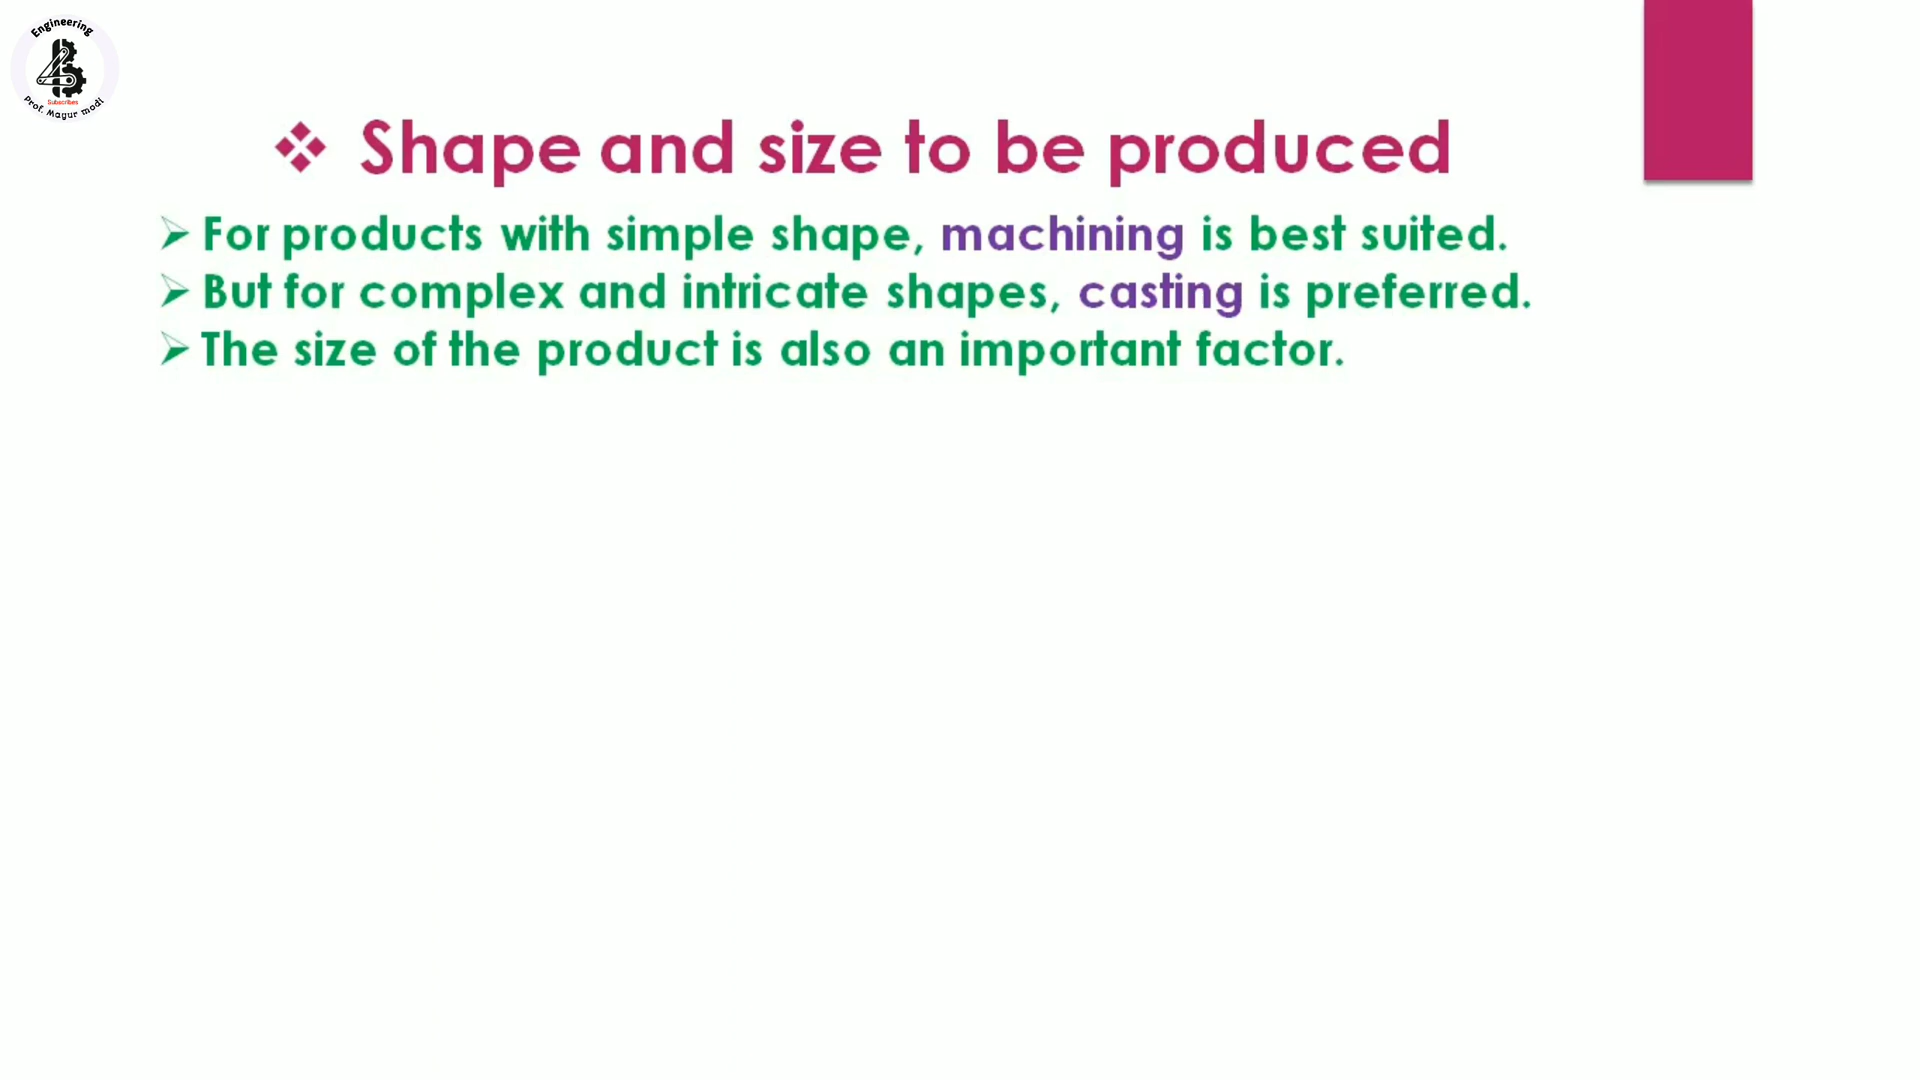 Engineering
Subscribes
Prof. Mayur modi
❖ Shape and size to be produced
➢ For products with simple shape, machining is best suited.
➢ But for complex and intricate shapes, casting is preferred.
➢ The size of the product is also an important factor.